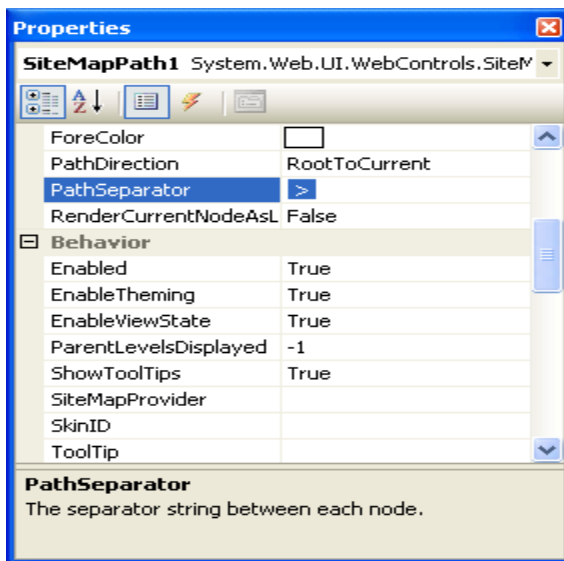 Properties
SiteMapPath1 System.Web.UI.WebControls.SiteM
ForeColor
PathDirection RootToCurrent
PathSeparator >
RenderCurrentNodeAsL False
Behavior
Enabled True
EnableTheming True
EnableViewState True
ParentLevelsDisplayed -1
ShowToolTips True
SiteMapProvider
SkinID
ToolTip
PathSeparator
The separator string between each node.